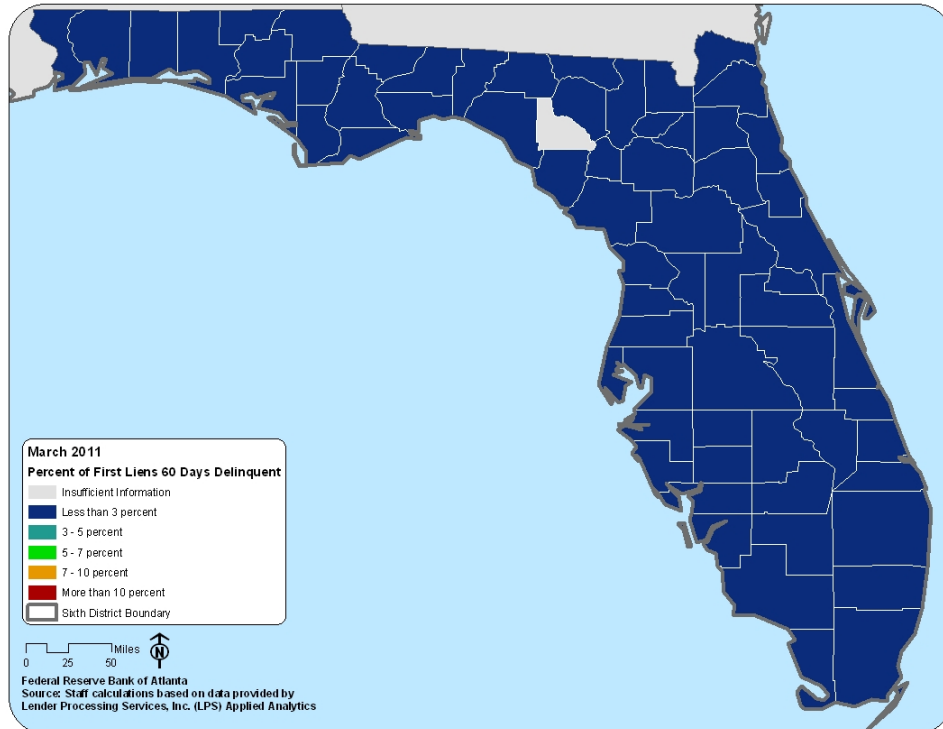 March 2011
Percent of First Liens 60 Days Delinquent
Insufficient Information
Less than 3 percent
3 - 5 percent
5 - 7 percent
7 - 10 percent
More than 10 percent
Sixth District Boundary
Miles
0 25 50
N
Federal Reserve Bank of Atlanta
Source: Staff calculations based on data provided by
Lender Processing Services, Inc. (LPS) Applied Analytics